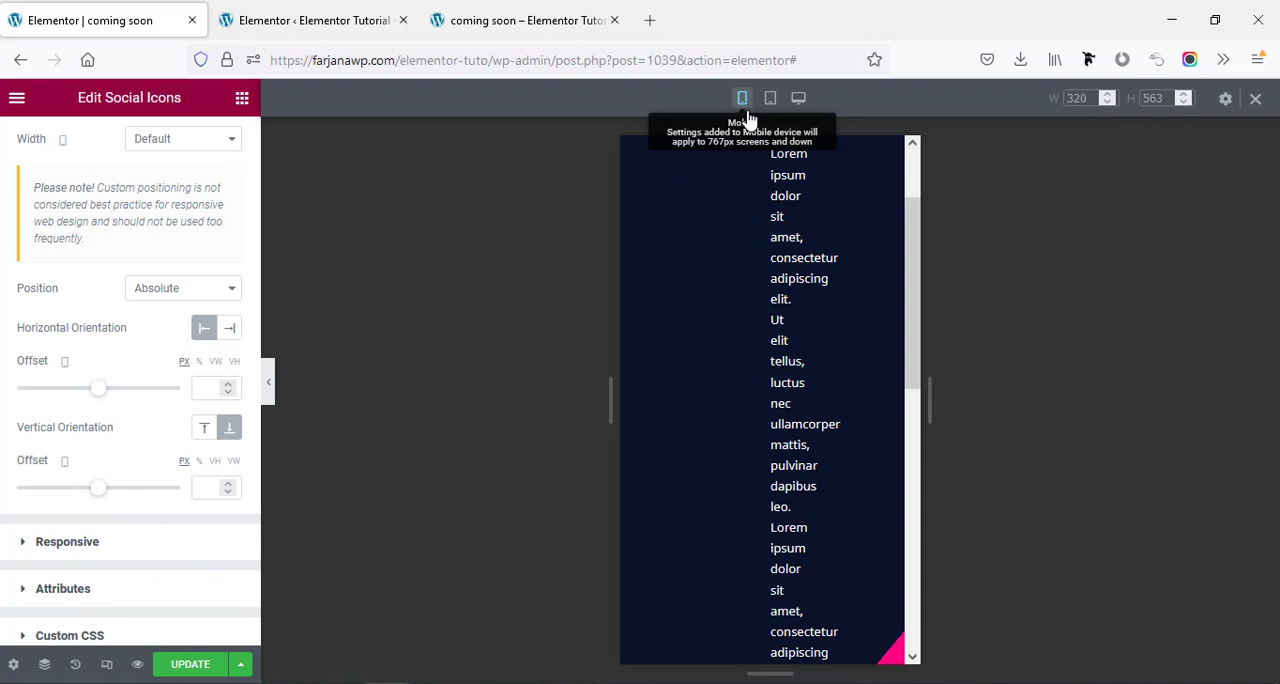 Elementor | coming soon
Elementor ‹ Elementor Tutorial
coming soon – Elementor Tutor
https://farjanawp.com/elementor-tuto/wp-admin/post.php?post=1039&action=elementor#
Edit Social Icons
W 320
H 563
Settings added to Mobile device will
apply to 767px screens and down
Width
Default
Please note! Custom positioning is not
considered best practice for responsive
web design and should not be used too
frequently.
Position
Absolute
Horizontal Orientation
Offset
PX % VW VH
Vertical Orientation
Offset
PX % VH VW
Responsive
Attributes
Custom CSS
UPDATE
Lorem
ipsum
dolor
sit
amet,
consectetur
adipiscing
elit.
Ut
elit
tellus,
luctus
nec
ullamcorper
mattis,
pulvinar
dapibus
leo.
Lorem
ipsum
dolor
sit
amet,
consectetur
adipiscing